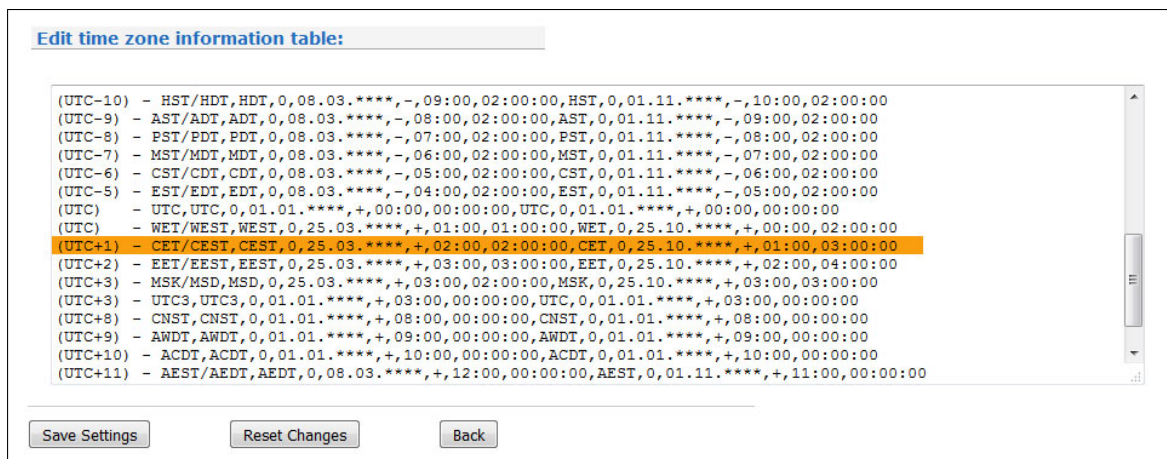 Edit time zone information table:
(UTC-10) - HST/HDT,HDT,0,08.03.****,-,09:00,02:00:00,HST,0,01.11.****,-,10:00,02:00:00
(UTC-9) - AST/ADT,ADT,0,08.03.****,-,08:00,02:00:00,AST,0,01.11.****,-,09:00,02:00:00
(UTC-8) - PST/PDT,PDT,0,08.03.****,-,07:00,02:00:00,PST,0,01.11.****,-,08:00,02:00:00
(UTC-7) - MST/MDT,MDT,0,08.03.****,-,06:00,02:00:00,MST,0,01.11.****,-,07:00,02:00:00
(UTC-6) - CST/CDT,CDT,0,08.03.****,-,05:00,02:00:00,CST,0,01.11.****,-,06:00,02:00:00
(UTC-5) - EST/EDT,EDT,0,08.03.****,-,04:00,02:00:00,EST,0,01.11.****,-,05:00,02:00:00
(UTC) - UTC,UTC,0,01.01.****,+,00:00,00:00:00,UTC,0,01.01.****,+,00:00,00:00:00
(UTC) - WET/WEST,WEST,0,25.03.****,+,01:00,01:00:00,WET,0,25.10.****,+,00:00,02:00:00
(UTC+1) - CET/CEST,CEST,0,25.03.****,+,02:00,02:00:00,CET,0,25.10.****,+,01:00,03:00:00
(UTC+2) - EET/EEST,EEST,0,25.03.****,+,03:00,03:00:00,EET,0,25.10.****,+,02:00,04:00:00
(UTC+3) - MSK/MSD,MSD,0,25.03.****,+,03:00,02:00:00,MSK,0,25.10.****,+,03:00,03:00:00
(UTC+3) - UTC3,UTC3,0,01.01.****,+,03:00,00:00:00,UTC,0,01.01.****,+,03:00,00:00:00
(UTC+8) - CNST,CNST,0,01.01.****,+,08:00,00:00:00,CNST,0,01.01.****,+,08:00,00:00:00
(UTC+9) - AWDT,AWDT,0,01.01.****,+,09:00,00:00:00,AWDT,0,01.01.****,+,09:00,00:00:00
(UTC+10) - ACDT,ACDT,0,01.01.****,+,10:00,00:00:00,ACDT,0,01.01.****,+,10:00,00:00:00
(UTC+11) - AEST/AEDT,AEDT,0,08.03.****,+,12:00,00:00:00,AEST,0,01.11.****,+,11:00,00:00:00
Save Settings Reset Changes Back